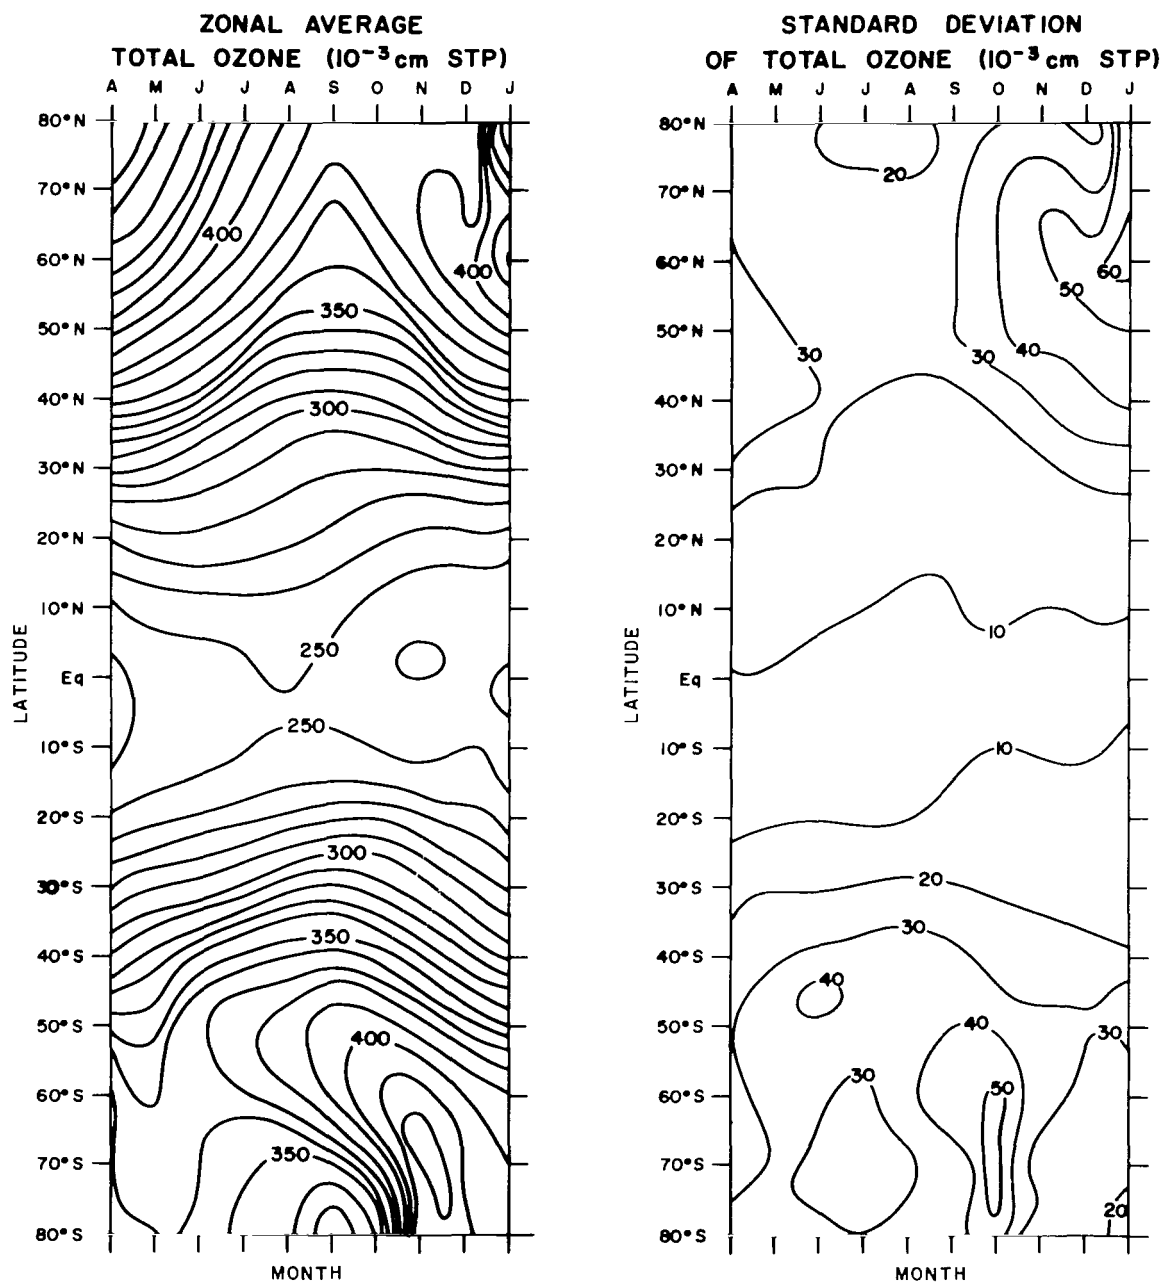 ZONAL AVERAGE
TOTAL OZONE (10⁻³ cm STP)
A M J J A S O N D J
80°N
70°N
60°N
50°N
40°N
30°N
20°N
10°N
Eq
10°S
20°S
30°S
40°S
50°S
60°S
70°S
80°S
LATITUDE
400
400
350
300
250
250
300
350
400
350
MONTH
STANDARD DEVIATION
OF TOTAL OZONE (10⁻³ cm STP)
A M J J A S O N D J
80°N
70°N
60°N
50°N
40°N
30°N
20°N
10°N
Eq
10°S
20°S
30°S
40°S
50°S
60°S
70°S
80°S
LATITUDE
20
60
50
30
30
40
10
10
20
30
40
40
30
30
50
20
MONTH